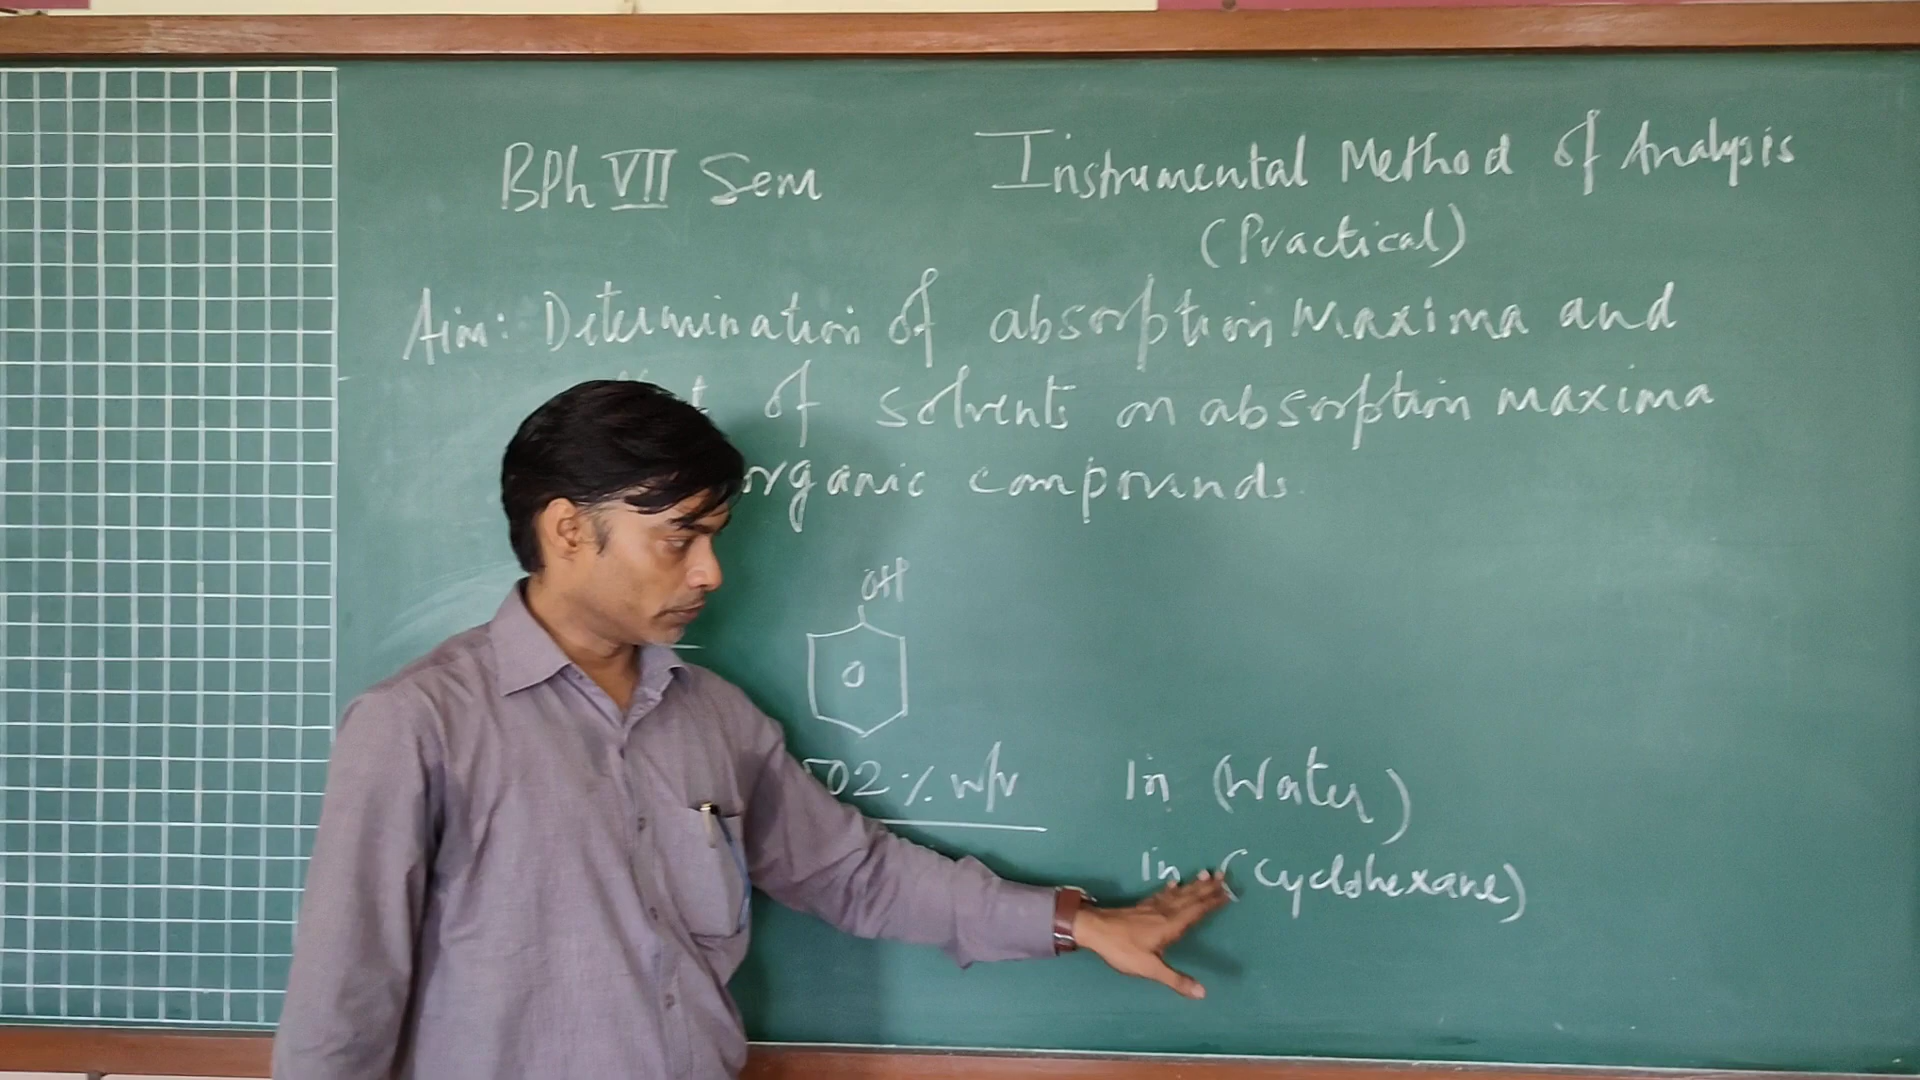 BPh VII Sem
Instrumental Method of Analysis
(Practical)
Aim: Determination of absorption Maxima and
of solvents on absorption maxima
organic compounds.
OH
02 % w/v
In (Water)
In (Cyclohexane)